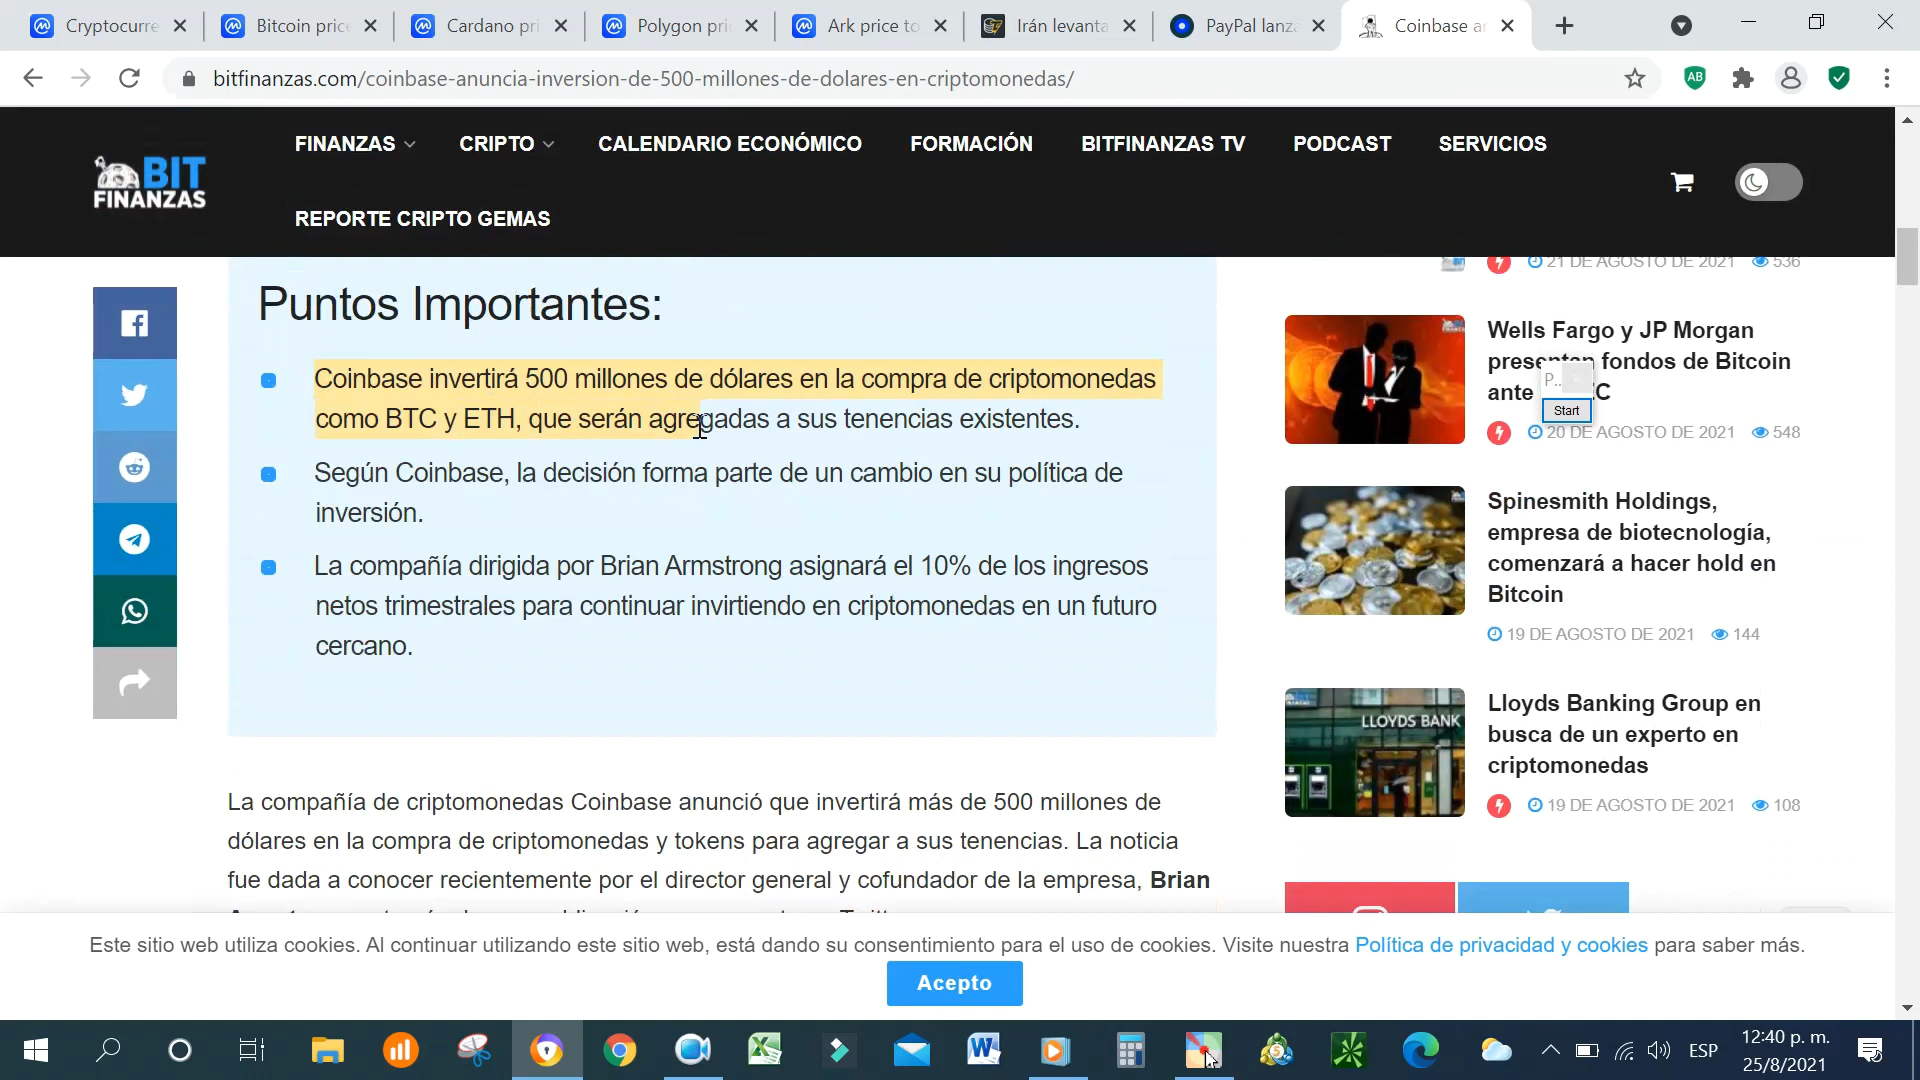 Cryptocurre
Bitcoin price
Cardano pri
Polygon pri
Ark price to
Irán levanta
PayPal lanza
Coinbase an
bitfinanzas.com/coinbase-anuncia-inversion-de-500-millones-de-dolares-en-criptomonedas/
AB
BIT
FINANZAS
FINANZAS
CRIPTO
CALENDARIO ECONÓMICO
FORMACIÓN
BITFINANZAS TV
PODCAST
SERVICIOS
REPORTE CRIPTO GEMAS
Puntos Importantes:
Coinbase invertirá 500 millones de dólares en la compra de criptomonedas
como BTC y ETH, que serán agregadas a sus tenencias existentes.
Según Coinbase, la decisión forma parte de un cambio en su política de
inversión.
La compañía dirigida por Brian Armstrong asignará el 10% de los ingresos
netos trimestrales para continuar invirtiendo en criptomonedas en un futuro
cercano.
La compañía de criptomonedas Coinbase anunció que invertirá más de 500 millones de
dólares en la compra de criptomonedas y tokens para agregar a sus tenencias. La noticia
fue dada a conocer recientemente por el director general y cofundador de la empresa, Brian
21 DE AGOSTO DE 2021 536
Wells Fargo y JP Morgan
presentan fondos de Bitcoin
ante
P...
Start
20 DE AGOSTO DE 2021 548
Spinesmith Holdings,
empresa de biotecnología,
comenzará a hacer hold en
Bitcoin
19 DE AGOSTO DE 2021 144
LLOYDS BANK
Lloyds Banking Group en
busca de un experto en
criptomonedas
19 DE AGOSTO DE 2021 108
Este sitio web utiliza cookies. Al continuar utilizando este sitio web, está dando su consentimiento para el uso de cookies. Visite nuestra Política de privacidad y cookies para saber más.
Acepto
ESP
12:40 p. m.
25/8/2021